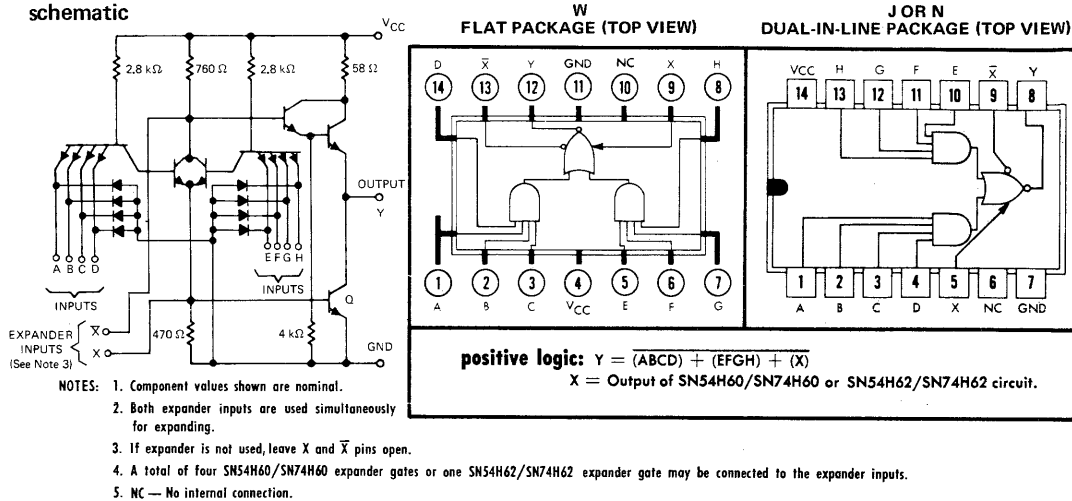 schematic
VCC
2,8 kΩ
760 Ω
2,8 kΩ
58 Ω
OUTPUT
Y
A B C D
INPUTS
E F G H
INPUTS
Q
EXPANDER
INPUTS
(See Note 3)
X̅
X
470 Ω
4 kΩ
GND
W
FLAT PACKAGE (TOP VIEW)
D X̅ Y GND NC X H
14 13 12 11 10 9 8
1 2 3 4 5 6 7
A B C VCC E F G
J OR N
DUAL-IN-LINE PACKAGE (TOP VIEW)
VCC H G F E X̅ Y
14 13 12 11 10 9 8
1 2 3 4 5 6 7
A B C D X NC GND
positive logic: Y = \overline{(ABCD) + (EFGH) + (X)}
X = Output of SN54H60/SN74H60 or SN54H62/SN74H62 circuit.
NOTES: 1. Component values shown are nominal.
2. Both expander inputs are used simultaneously
for expanding.
3. If expander is not used, leave X and X̅ pins open.
4. A total of four SN54H60/SN74H60 expander gates or one SN54H62/SN74H62 expander gate may be connected to the expander inputs.
5. NC — No internal connection.